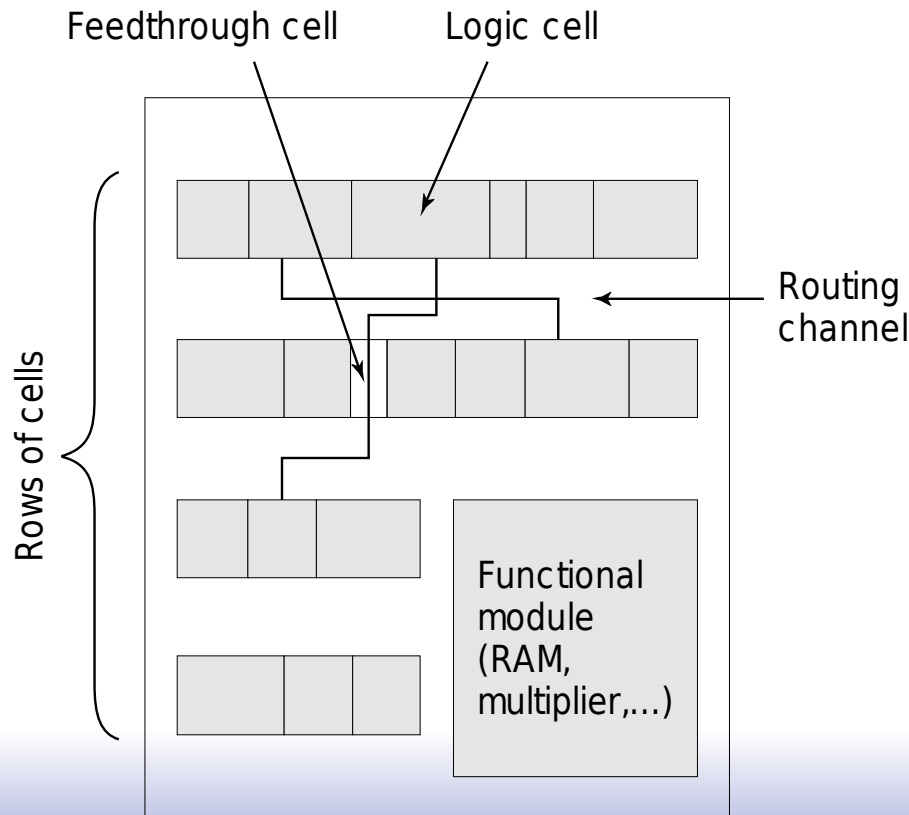 Feedthrough cell
Logic cell
Routing
channel
Rows of cells
Functional
module
(RAM,
multiplier,...)